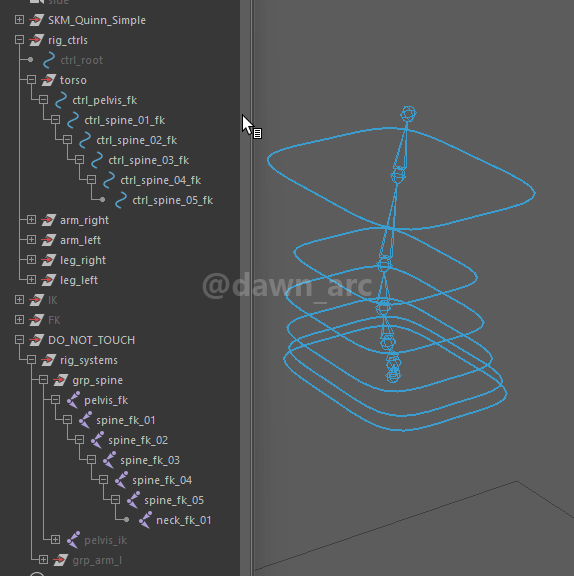 SKM_Quinn_Simple
rig_ctrls
ctrl_root
torso
ctrl_pelvis_fk
ctrl_spine_01_fk
ctrl_spine_02_fk
ctrl_spine_03_fk
ctrl_spine_04_fk
ctrl_spine_05_fk
arm_right
arm_left
leg_right
leg_left
@dawn_arc
IK
FK
DO_NOT_TOUCH
rig_systems
grp_spine
pelvis_fk
spine_fk_01
spine_fk_02
spine_fk_03
spine_fk_04
spine_fk_05
neck_fk_01
pelvis_ik
grp_arm_l